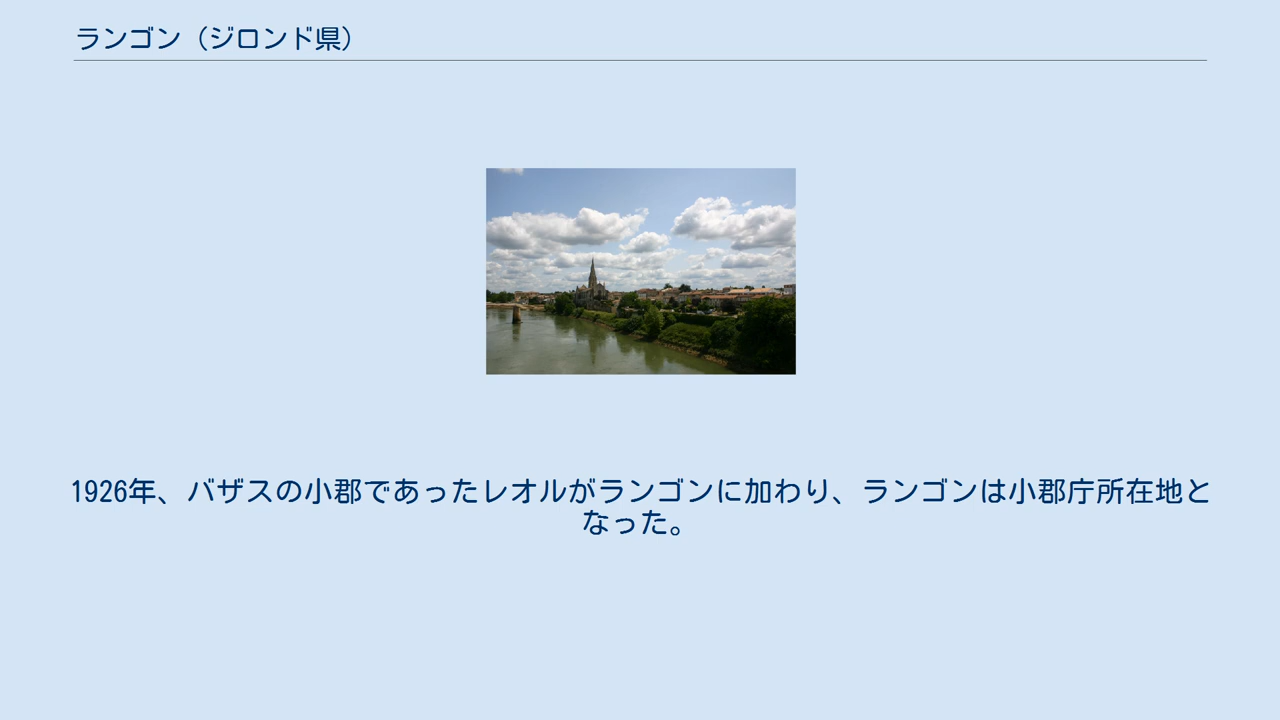 ランゴン（ジロンド県）
1926年、バザスの小郡であったレオルがランゴンに加わり、ランゴンは小郡庁所在地と
なった。